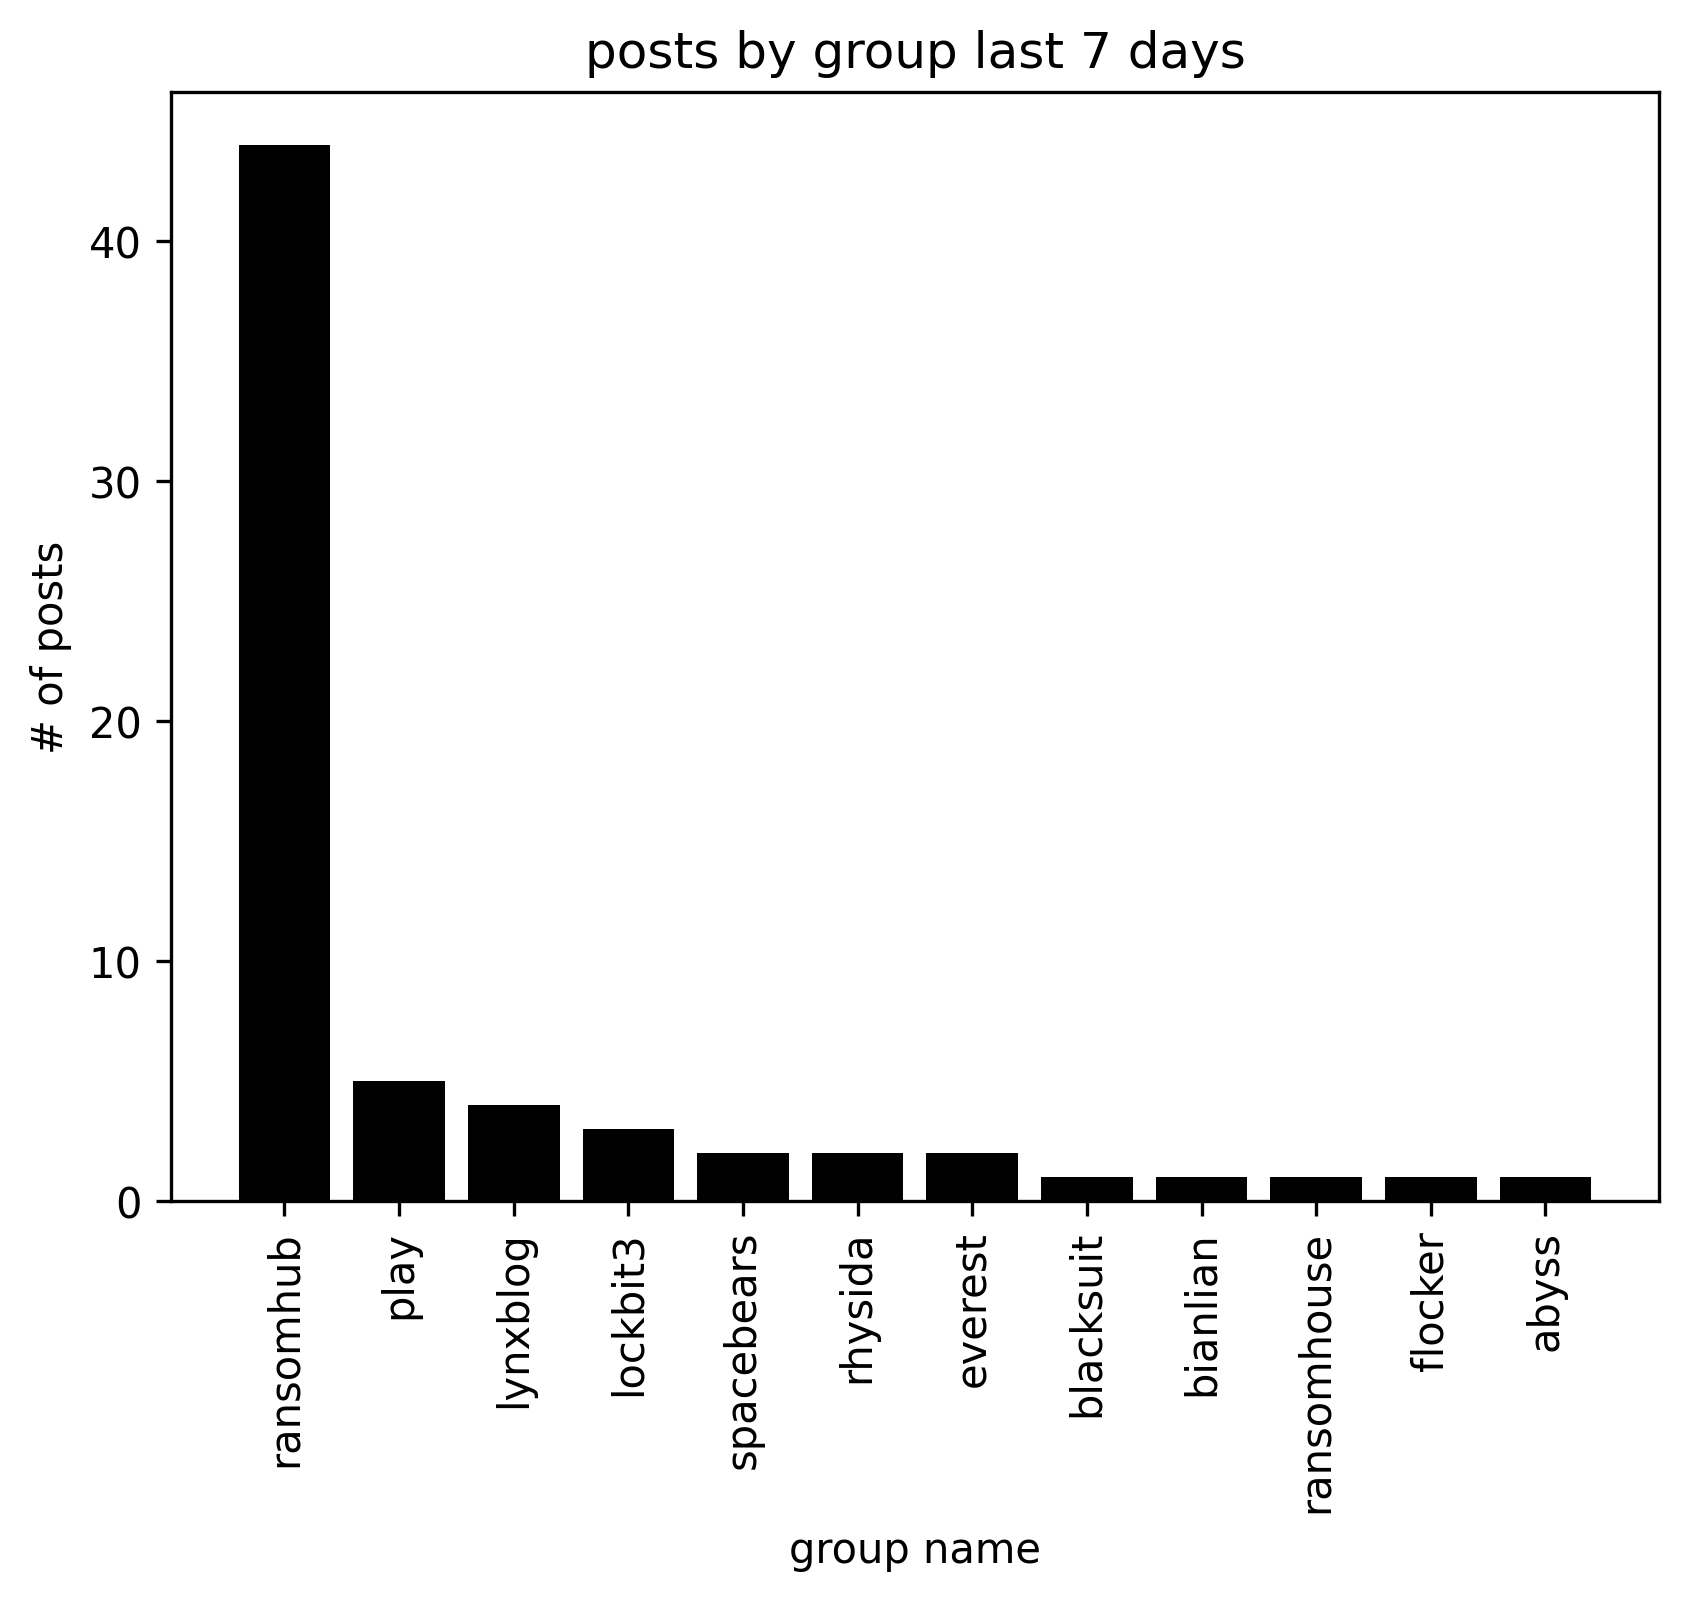 posts by group last 7 days
# of posts
40
30
20
10
0
ransomhub
play
lynxblog
lockbit3
spacebears
rhysida
everest
blacksuit
bianlian
ransomhouse
flocker
abyss
group name